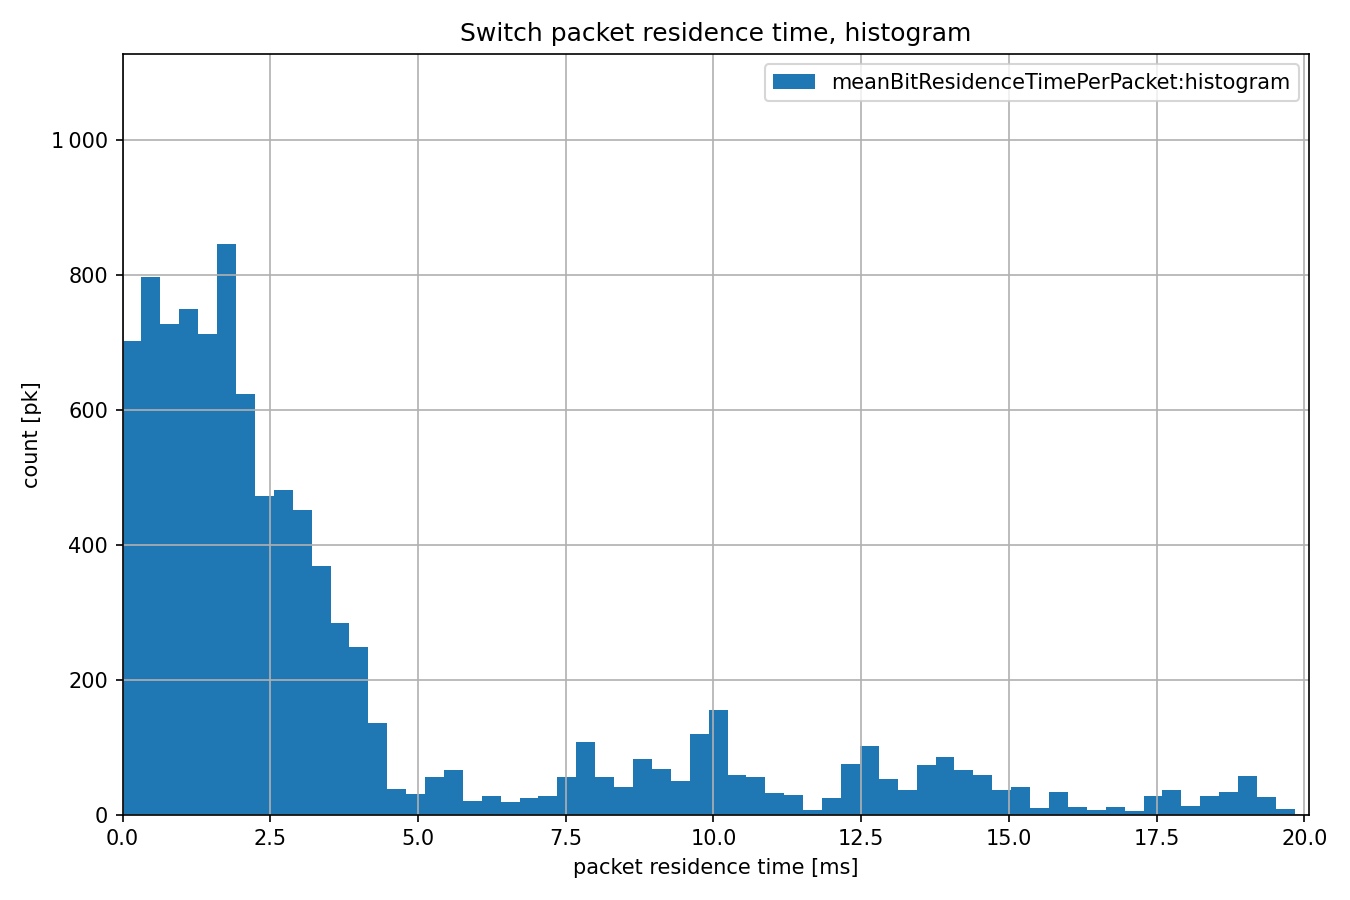 Switch packet residence time, histogram
meanBitResidenceTimePerPacket:histogram
count [pk]
1 000
800
600
400
200
0
0.0 2.5 5.0 7.5 10.0 12.5 15.0 17.5 20.0
packet residence time [ms]